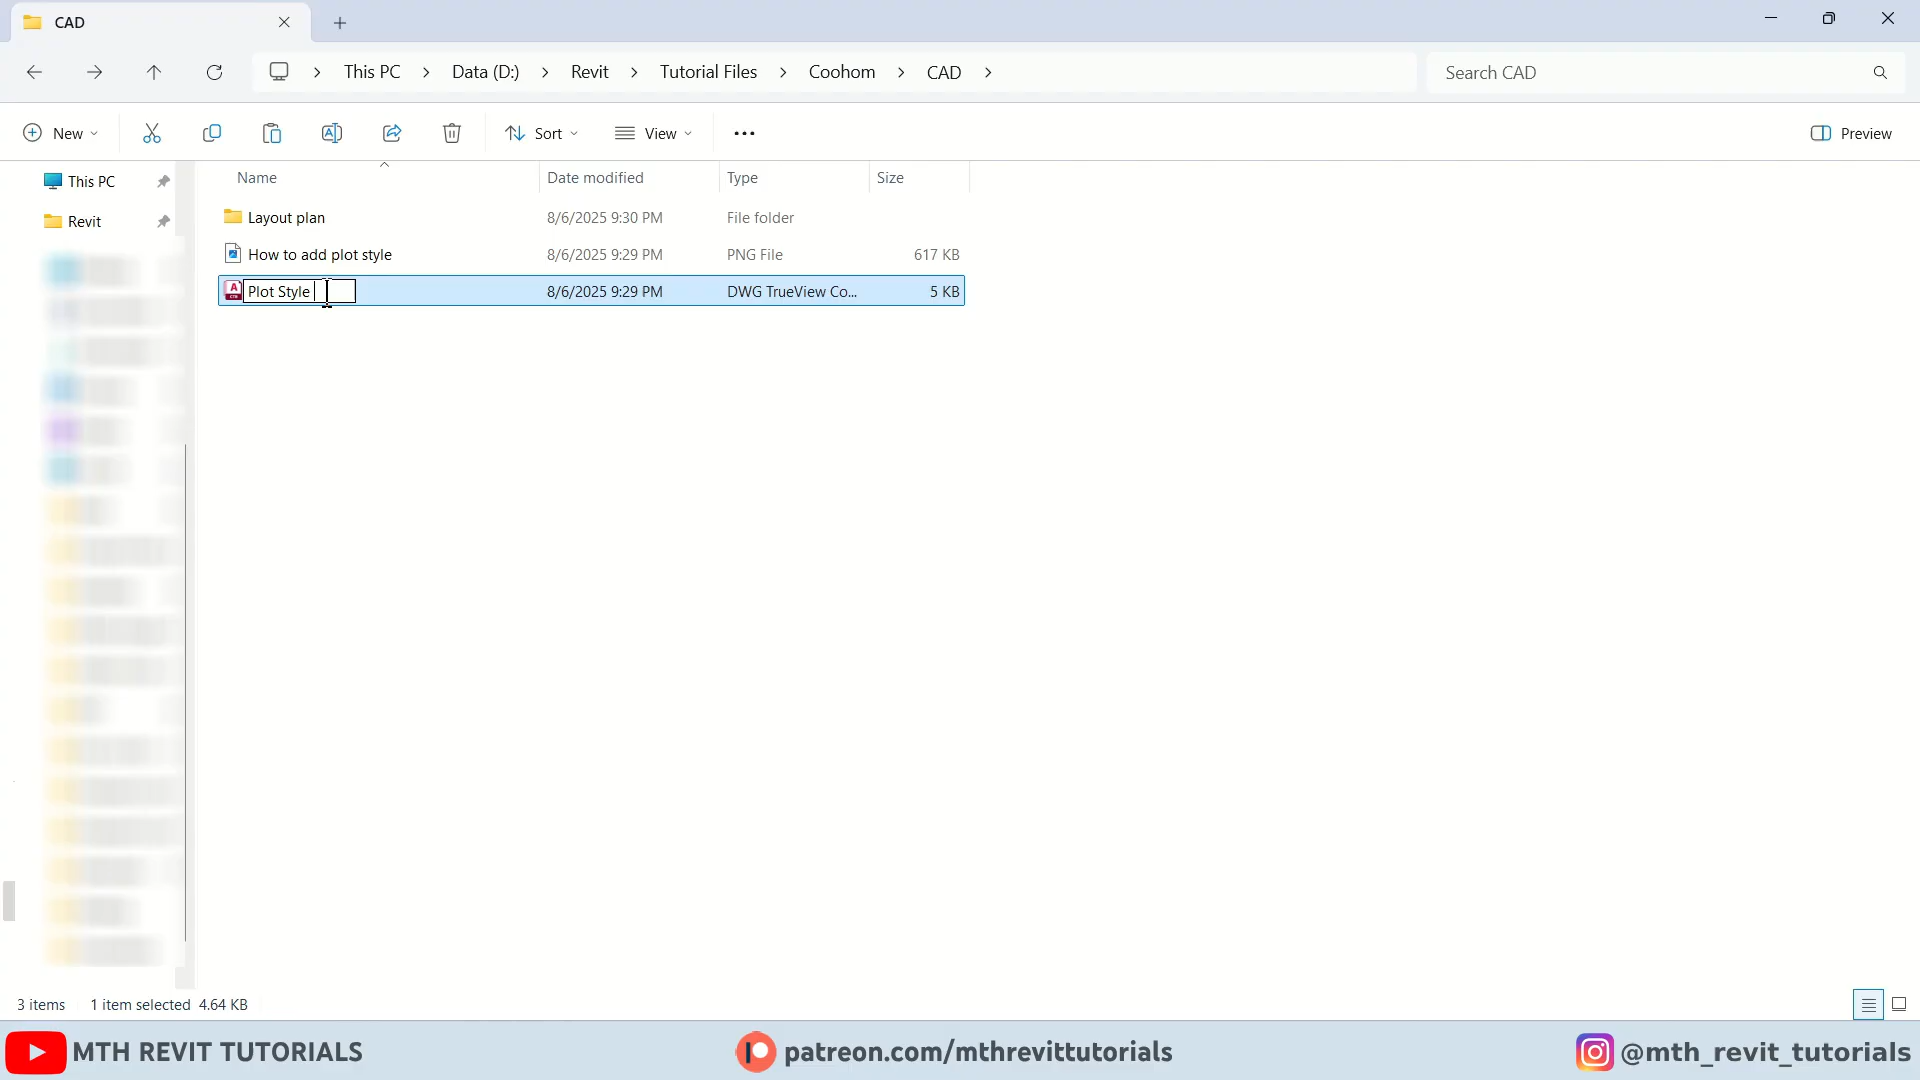 CAD
This PC
Data (D:)
Revit
Tutorial Files
Coohom
CAD
Search CAD
New
Sort
View
Preview
This PC
Revit
Name
Date modified
Type
Size
Layout plan
8/6/2025 9:30 PM
File folder
How to add plot style
8/6/2025 9:29 PM
PNG File
617 KB
Plot Style
8/6/2025 9:29 PM
DWG TrueView Co...
5 KB
3 items
1 item selected 4.64 KB
MTH REVIT TUTORIALS
patreon.com/mthrevittutorials
@mth_revit_tutorials